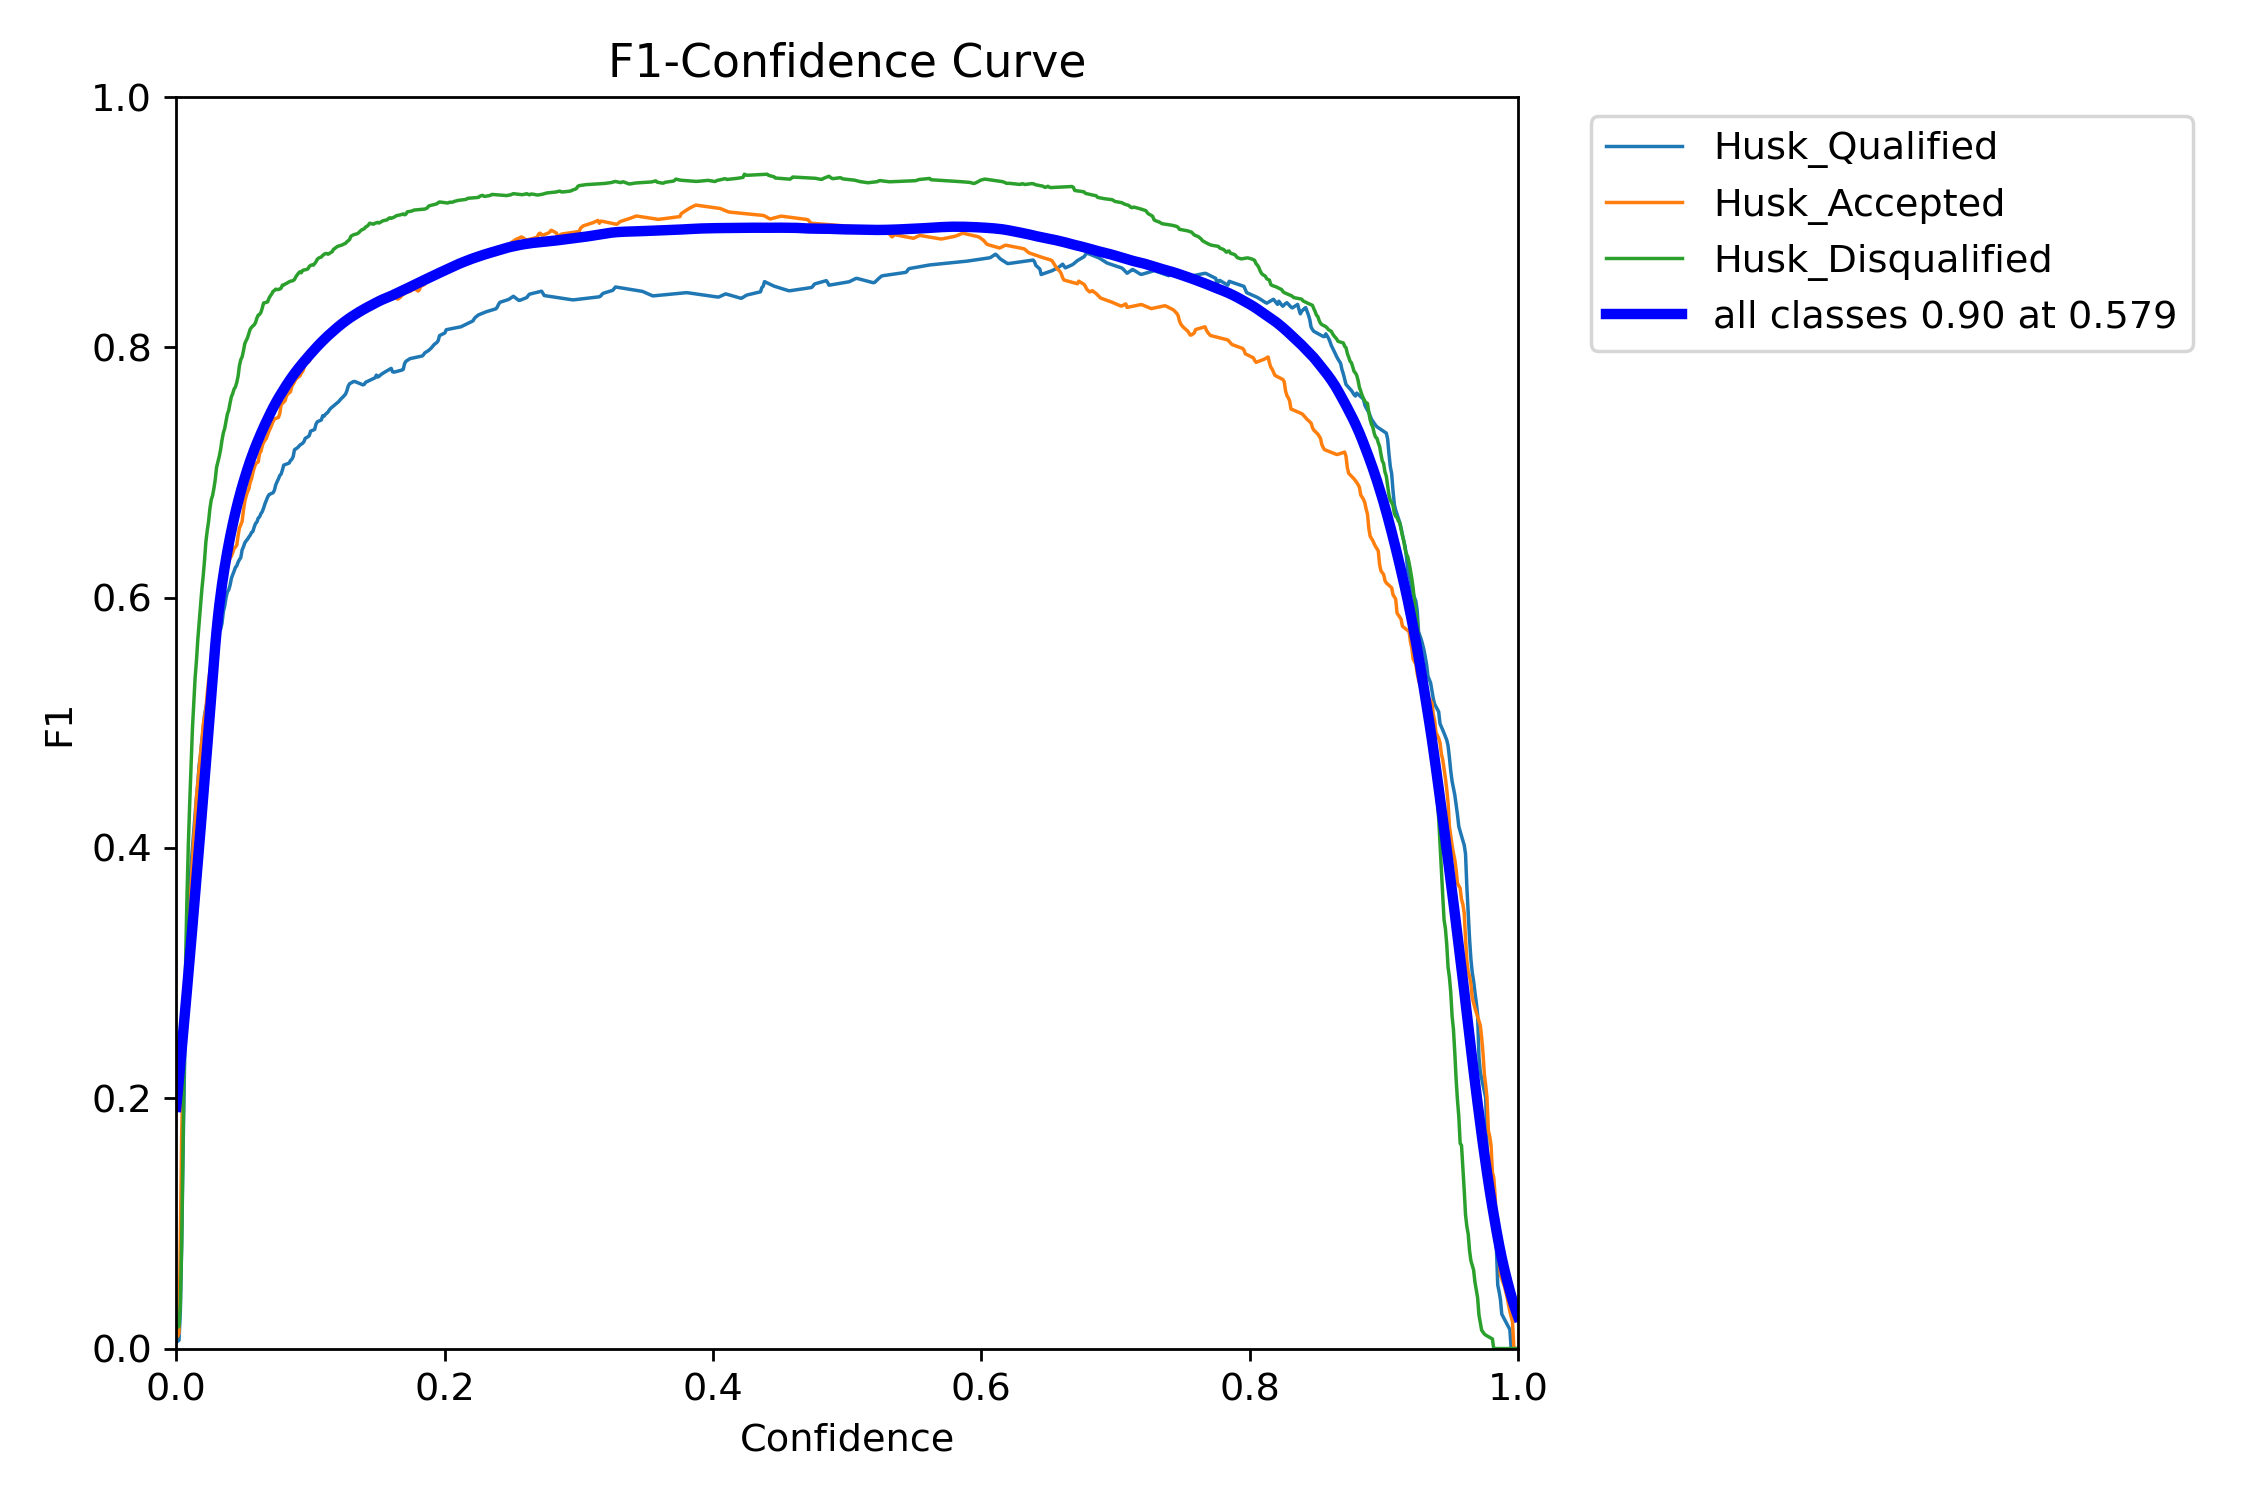 F1-Confidence Curve
1.0
0.8
0.6
0.4
0.2
0.0
F1
0.0 0.2 0.4 0.6 0.8 1.0
Confidence
Husk_Qualified
Husk_Accepted
Husk_Disqualified
all classes 0.90 at 0.579